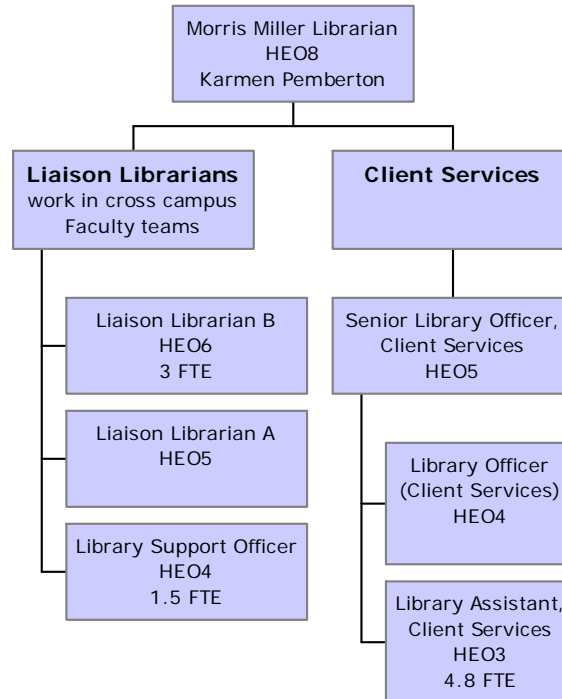 Morris Miller Librarian
HEO8
Karmen Pemberton
Liaison Librarians
work in cross campus
Faculty teams
Client Services
Liaison Librarian B
HEO6
3 FTE
Liaison Librarian A
HEO5
Library Support Officer
HEO4
1.5 FTE
Senior Library Officer,
Client Services
HEO5
Library Officer
(Client Services)
HEO4
Library Assistant,
Client Services
HEO3
4.8 FTE